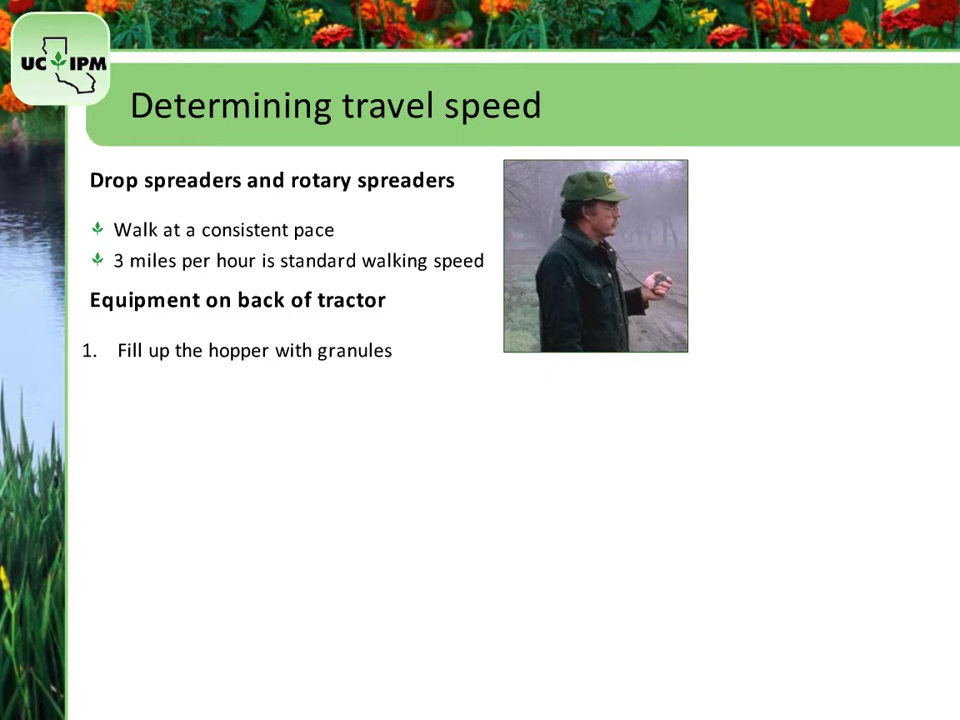 UC IPM
Determining travel speed
Drop spreaders and rotary spreaders
Walk at a consistent pace
3 miles per hour is standard walking speed
Equipment on back of tractor
1. Fill up the hopper with granules